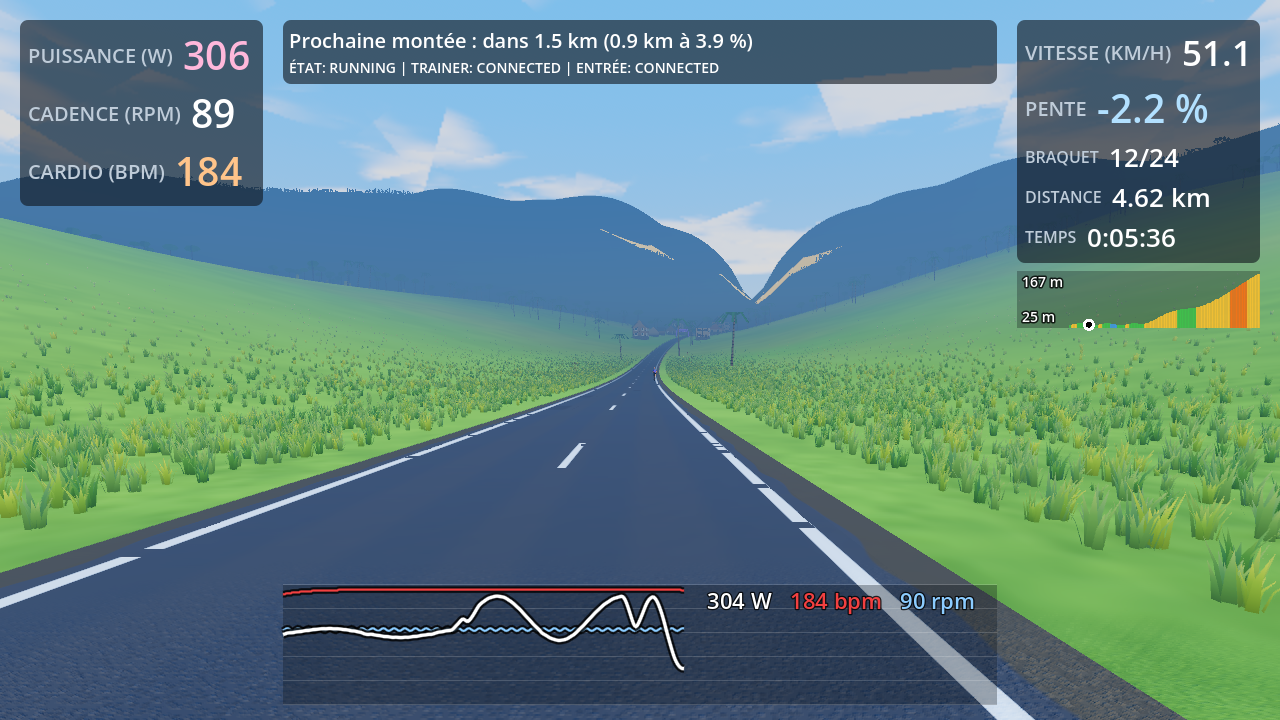 PUISSANCE (W) 306
CADENCE (RPM) 89
CARDIO (BPM) 184
Prochaine montée : dans 1.5 km (0.9 km à 3.9 %)
ÉTAT: RUNNING | TRAINER: CONNECTED | ENTRÉE: CONNECTED
VITESSE (KM/H) 51.1
PENTE -2.2 %
BRAQUET 12/24
DISTANCE 4.62 km
TEMPS 0:05:36
167 m
25 m
304 W 184 bpm 90 rpm